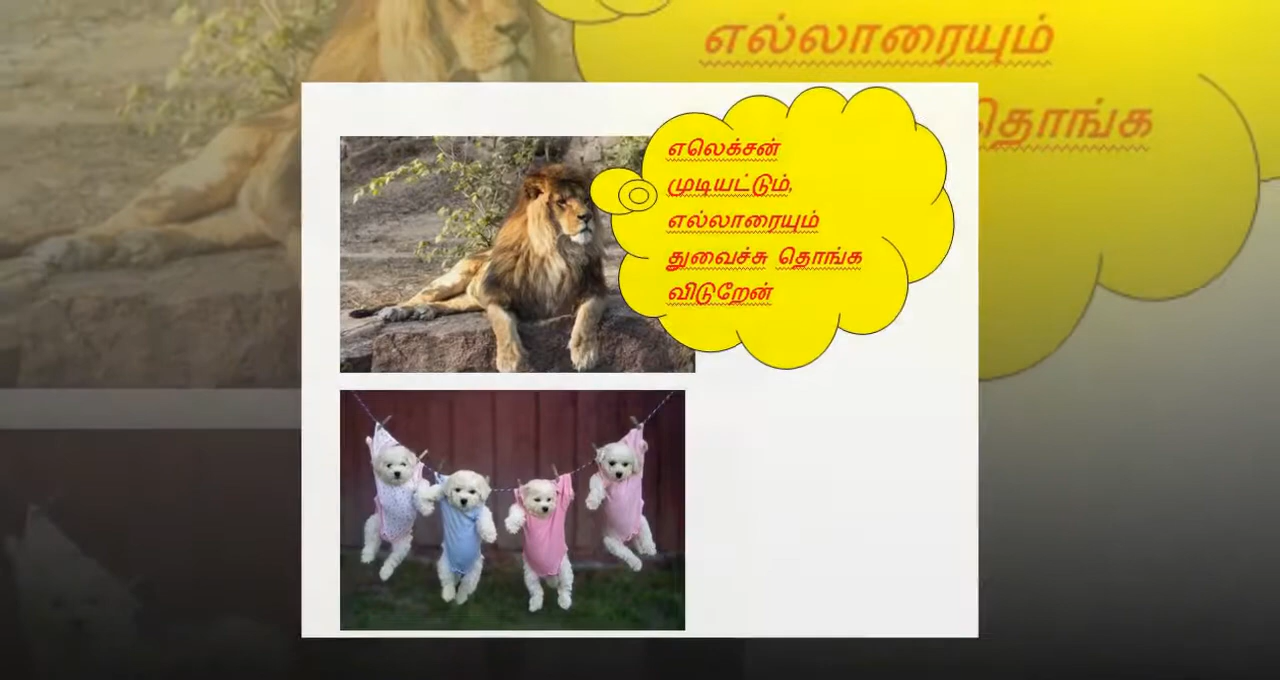 எல்லாரையும்
தொங்க
எலெக்சன்
முடியட்டும்,
எல்லாரையும்
துவைச்சு தொங்க
விடுறேன்